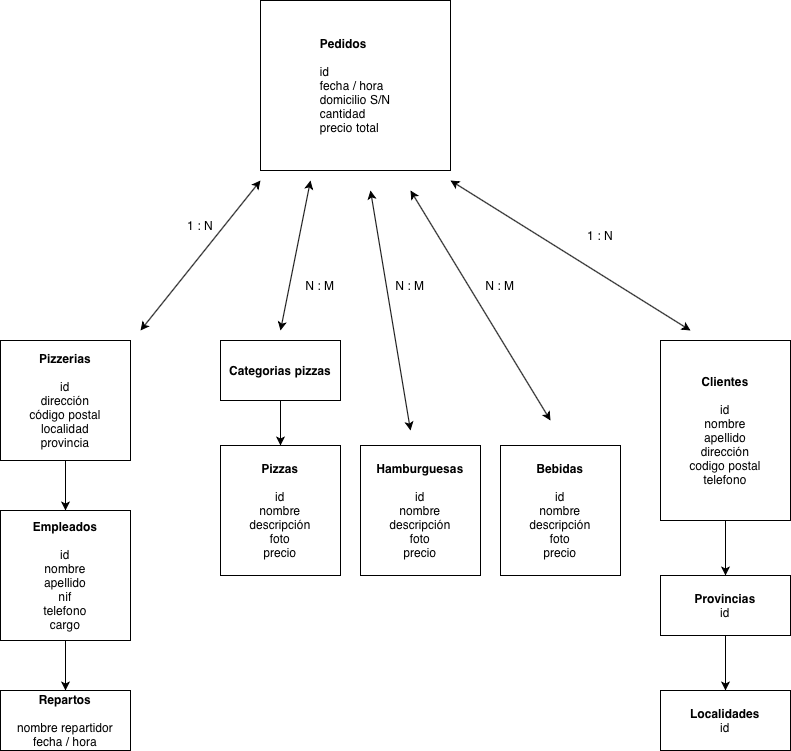 Pedidos
id
fecha / hora
domicilio S/N
cantidad
precio total
1 : N
1 : N
N : M
N : M
N : M
Pizzerias
id
dirección
código postal
localidad
provincia
Categorias pizzas
Clientes
id
nombre
apellido
dirección
codigo postal
telefono
Pizzas
id
nombre
descripción
foto
precio
Hamburguesas
id
nombre
descripción
foto
precio
Bebidas
id
nombre
descripción
foto
precio
Empleados
id
nombre
apellido
nif
telefono
cargo
Provincias
id
Repartos
nombre repartidor
fecha / hora
Localidades
id